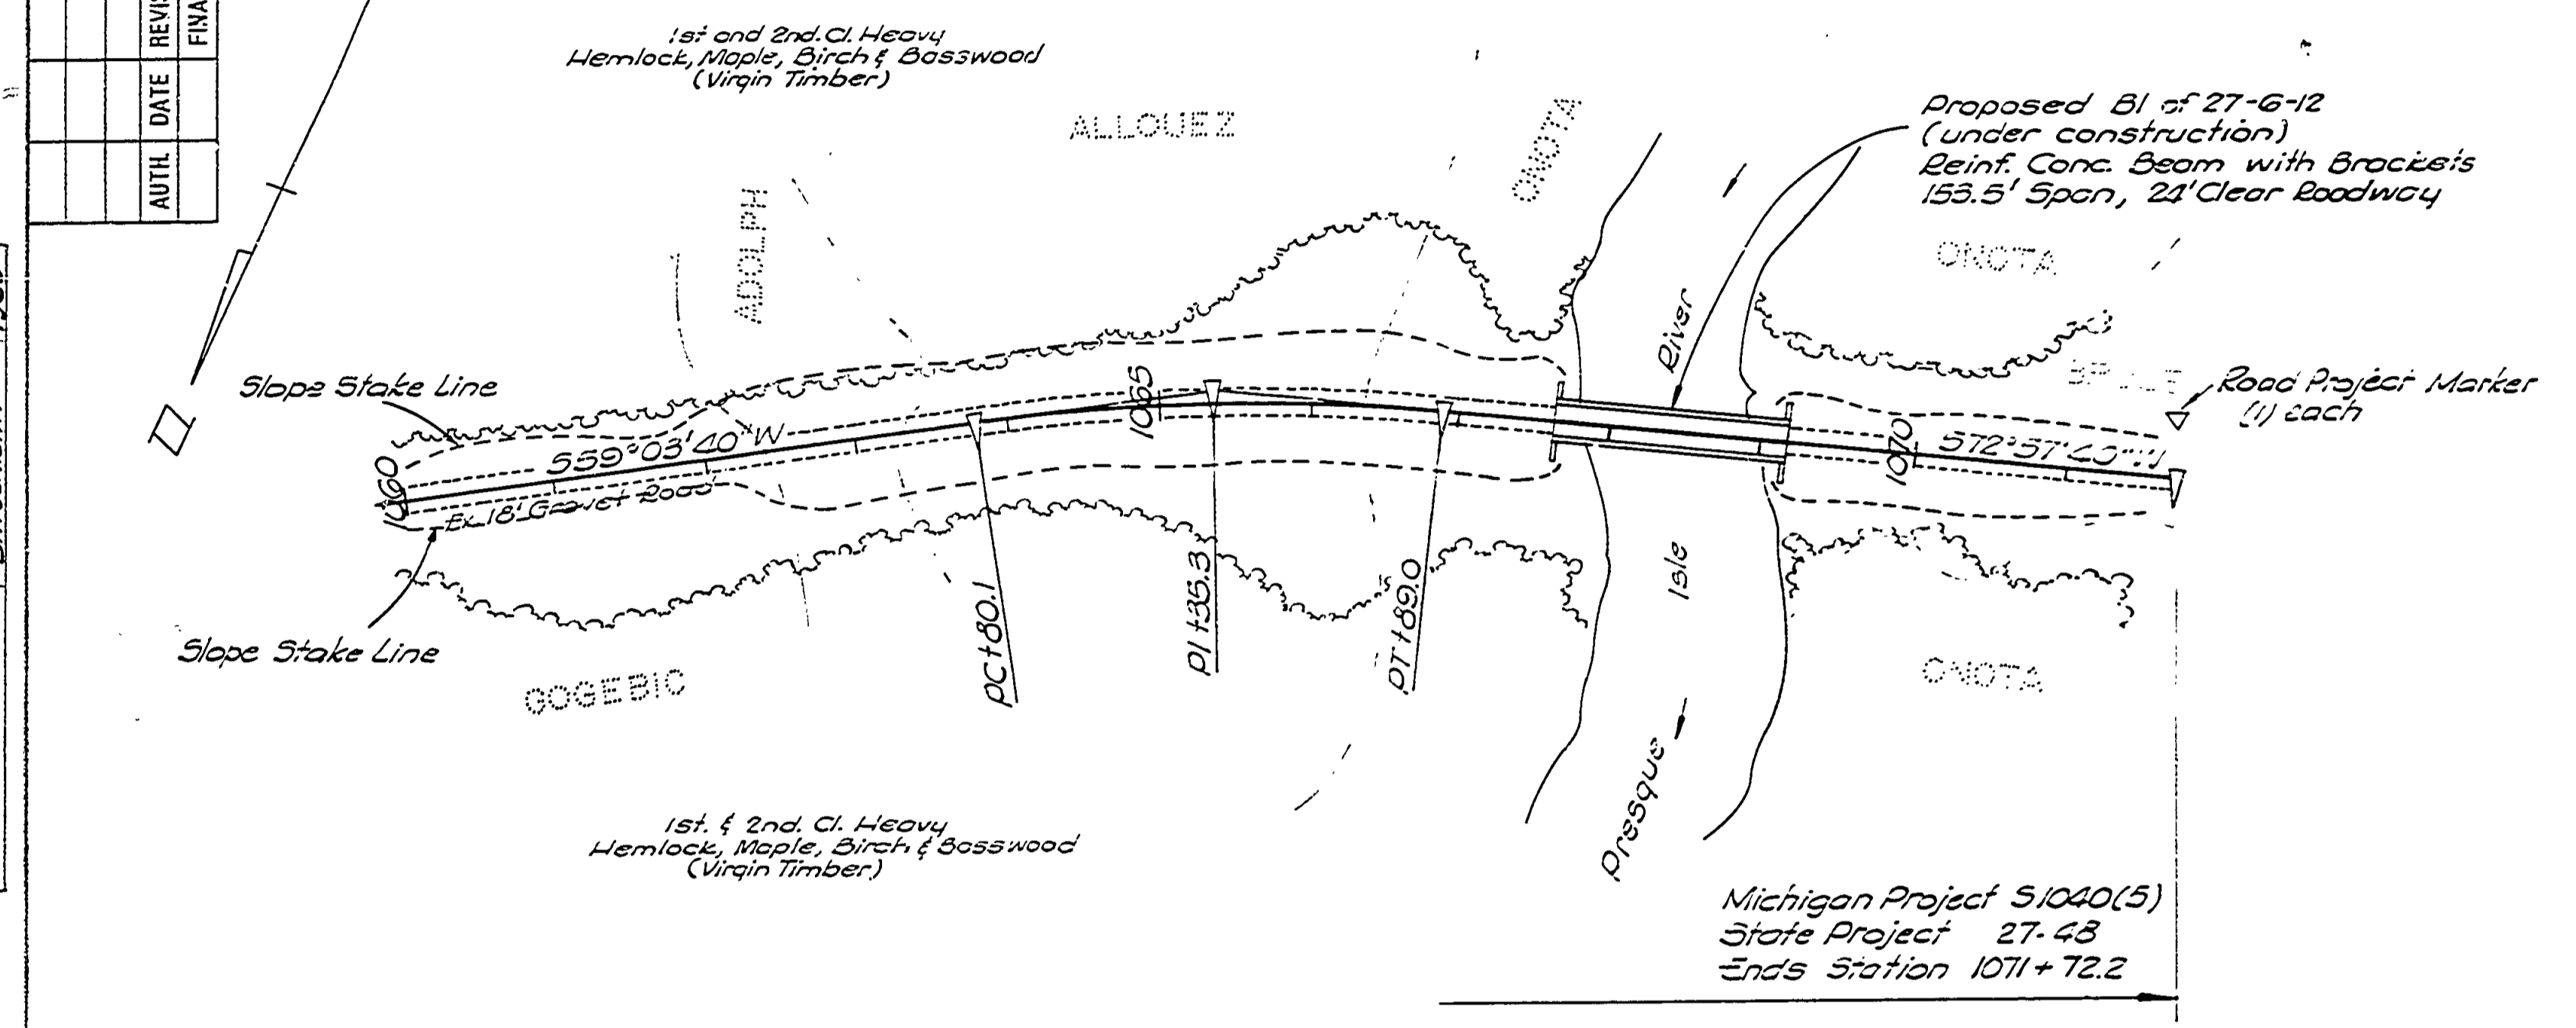 REVIS
FINA
AUTH. DATE
1st and 2nd. Cl. Heavy
Hemlock, Maple, Birch & Basswood
(Virgin Timber)
ALLOUEZ
ONOTA
ADOLPH
Proposed B1 of 27-6-12
(under construction)
Reinf. Conc. Beam with Brackets
153.5' Span, 24' Clear Roadway
ONOTA
River
Slope Stake Line
1065
Road Project Marker
(1) each
S59°03'40"W
1060
Ex. 18' Gravel Road
1070
S72°57'40"W
Isle
PC+80.1
PI+35.3
PT+89.0
Slope Stake Line
GOGEBIC
ONOTA
Presque
1st. & 2nd. Cl. Heavy
Hemlock, Maple, Birch & Basswood
(Virgin Timber)
Michigan Project S1040(5)
State Project 27-48
Ends Station 1071+72.2